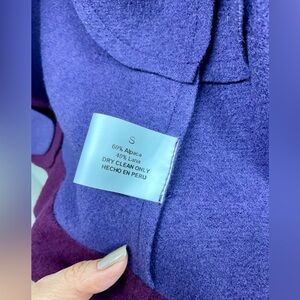 S
60% Alpaca
40% Lana
DRY CLEAN ONLY
HECHO EN PERU